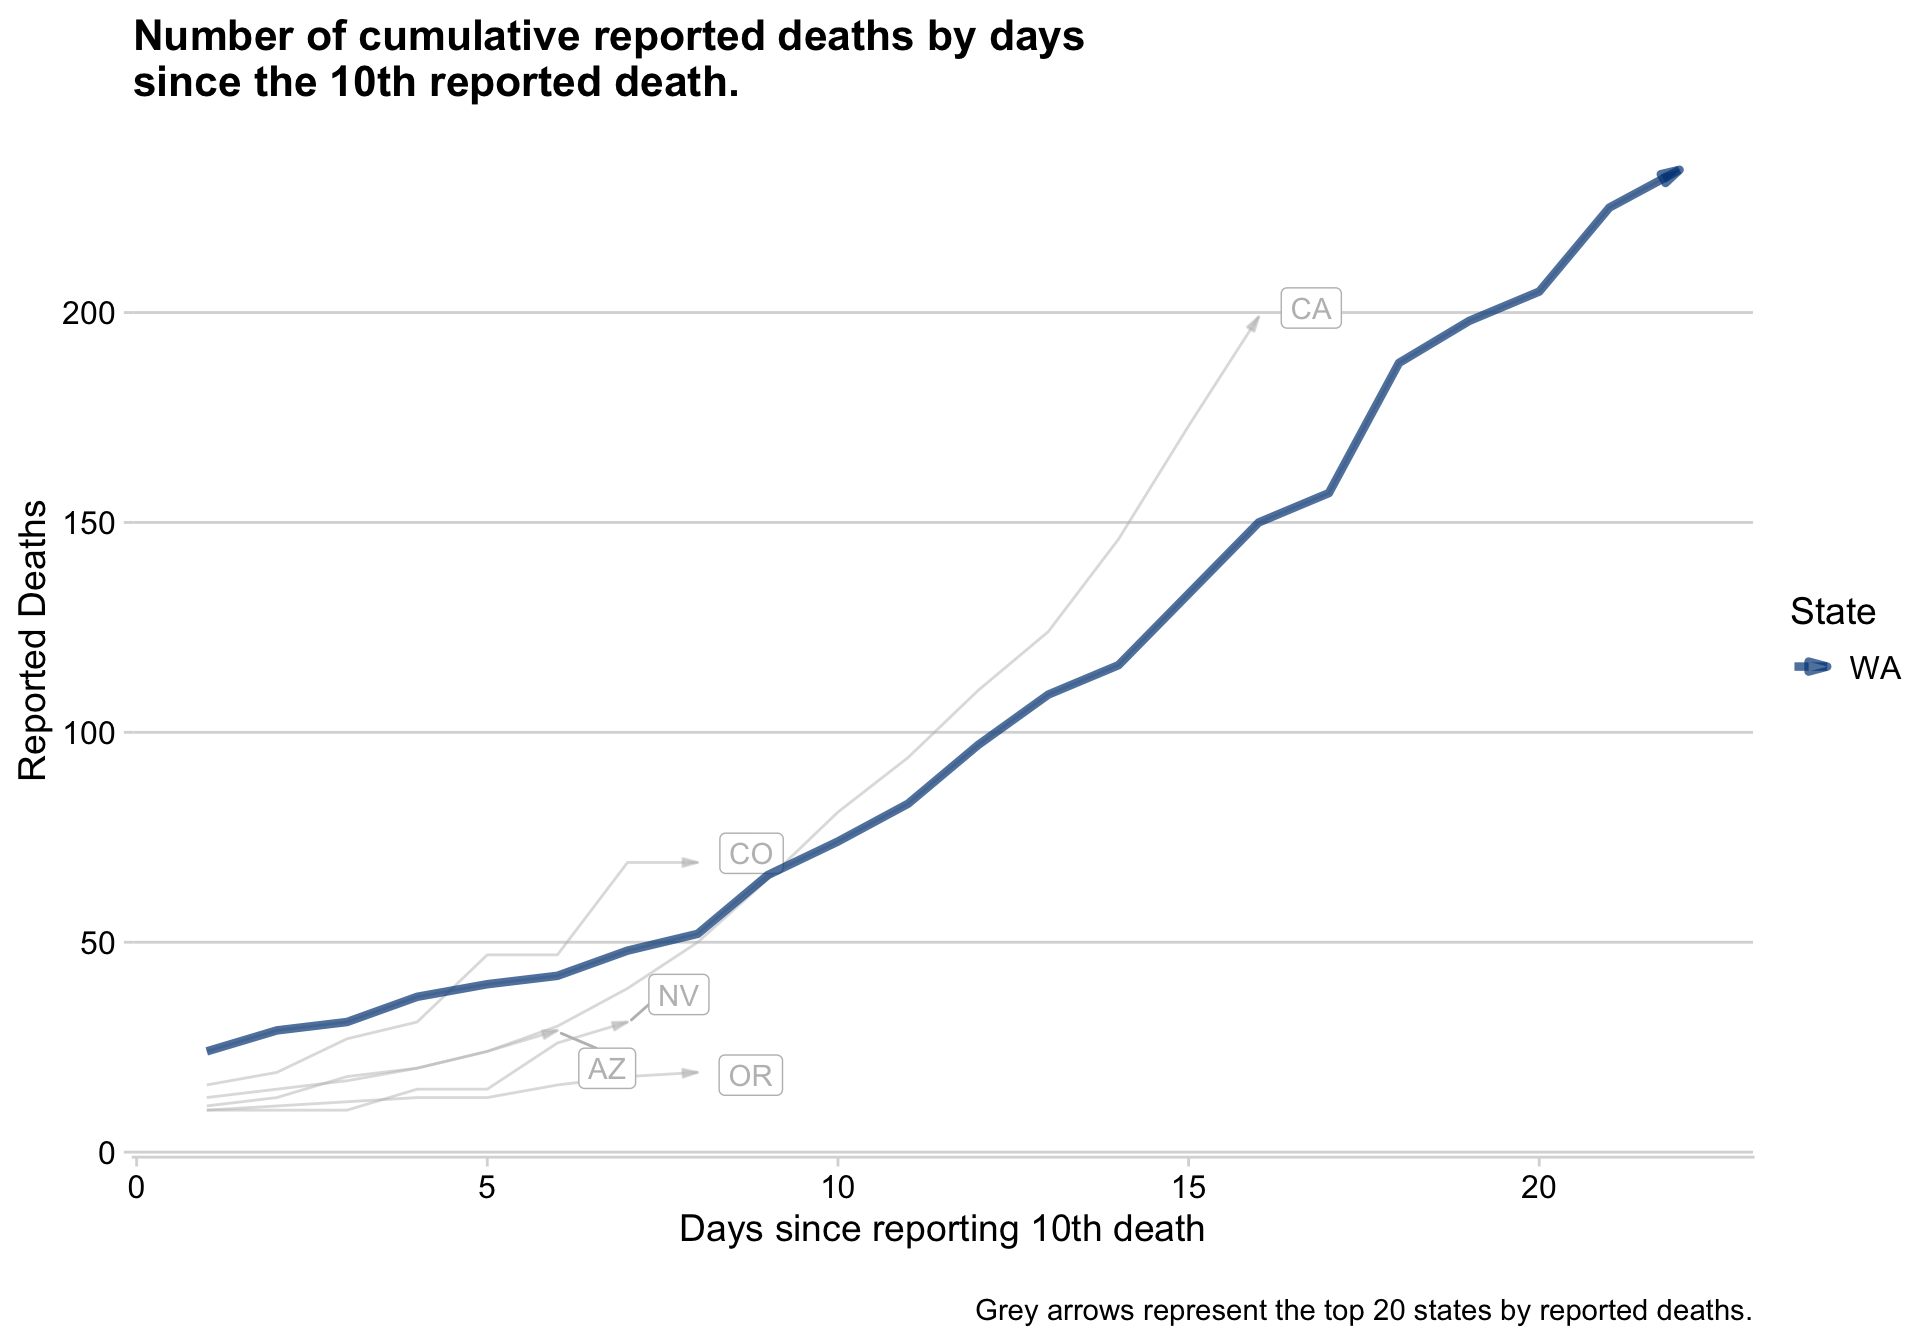 Number of cumulative reported deaths by days
since the 10th reported death.
Reported Deaths
200
150
100
50
0
CA
CO
NV
AZ
OR
State
WA
0 5 10 15 20
Days since reporting 10th death
Grey arrows represent the top 20 states by reported deaths.